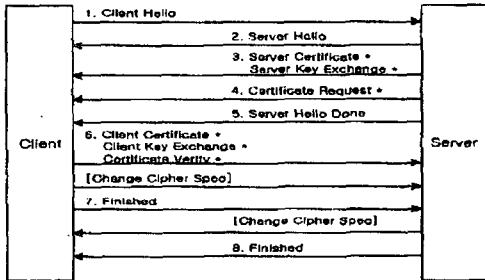 1. Client Hello
2. Server Hello
3. Server Certificate *
Server Key Exchange *
4. Certificate Request *
5. Server Hello Done
Client
Server
6. Client Certificate *
Client Key Exchange *
Certificate Verify *
[Change Cipher Spec]
7. Finished
[Change Cipher Spec]
8. Finished